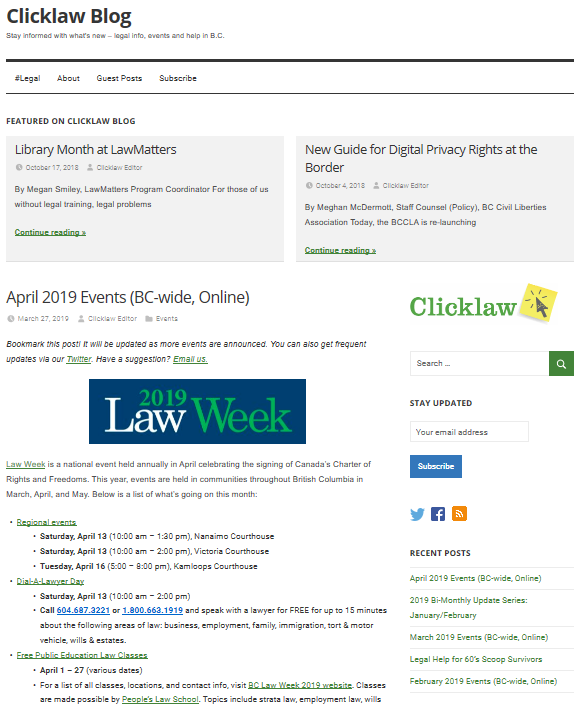 Clicklaw Blog
Stay informed with what's new – legal info, events and help in B.C.
#Legal About Guest Posts Subscribe
FEATURED ON CLICKLAW BLOG
Library Month at LawMatters
October 17, 2018 Clicklaw Editor
By Megan Smiley, LawMatters Program Coordinator For those of us
without legal training, legal problems
Continue reading »
New Guide for Digital Privacy Rights at the
Border
October 4, 2018 Clicklaw Editor
By Meghan McDermott, Staff Counsel (Policy), BC Civil Liberties
Association Today, the BCCLA is re-launching
Continue reading »
April 2019 Events (BC-wide, Online)
March 27, 2019 Clicklaw Editor Events
Bookmark this post! It will be updated as more events are announced. You can also get frequent
updates via our Twitter. Have a suggestion? Email us.
2019
Law Week
Law Week is a national event held annually in April celebrating the signing of Canada's Charter of
Rights and Freedoms. This year, events are held in communities throughout British Columbia in
March, April, and May. Below is a list of what's going on this month:
• Regional events
• Saturday, April 13 (10:00 am – 1:30 pm), Nanaimo Courthouse
• Saturday, April 13 (10:00 am – 2:00 pm), Victoria Courthouse
• Tuesday, April 16 (5:00 – 8:00 pm), Kamloops Courthouse
• Dial-A-Lawyer Day
• Saturday, April 13 (10:00 am – 2:00 pm)
• Call 604.687.3221 or 1.800.663.1919 and speak with a lawyer for FREE for up to 15 minutes
about the following areas of law: business, employment, family, immigration, tort & motor
vehicle, wills & estates.
• Free Public Education Law Classes
• April 1 – 27 (various dates)
• For a list of all classes, locations, and contact info, visit BC Law Week 2019 website. Classes
are made possible by People's Law School. Topics include strata law, employment law, wills
Clicklaw
Search ...
STAY UPDATED
Your email address
Subscribe
RECENT POSTS
April 2019 Events (BC-wide, Online)
2019 Bi-Monthly Update Series:
January/February
March 2019 Events (BC-wide, Online)
Legal Help for 60's Scoop Survivors
February 2019 Events (BC-wide, Online)